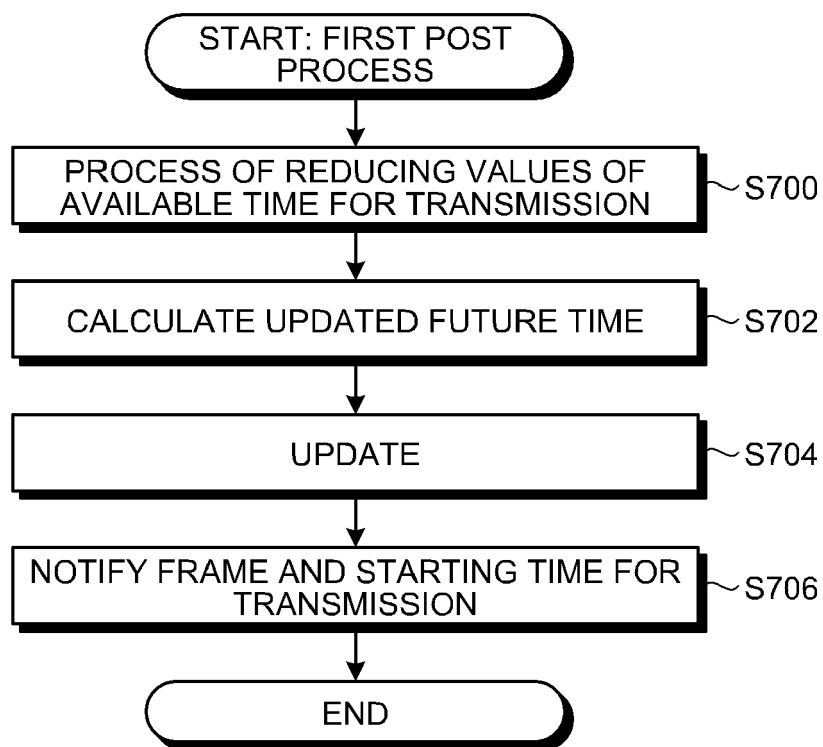 START: FIRST POST
PROCESS
PROCESS OF REDUCING VALUES OF
AVAILABLE TIME FOR TRANSMISSION
S700
CALCULATE UPDATED FUTURE TIME
S702
UPDATE
S704
NOTIFY FRAME AND STARTING TIME FOR
TRANSMISSION
S706
END